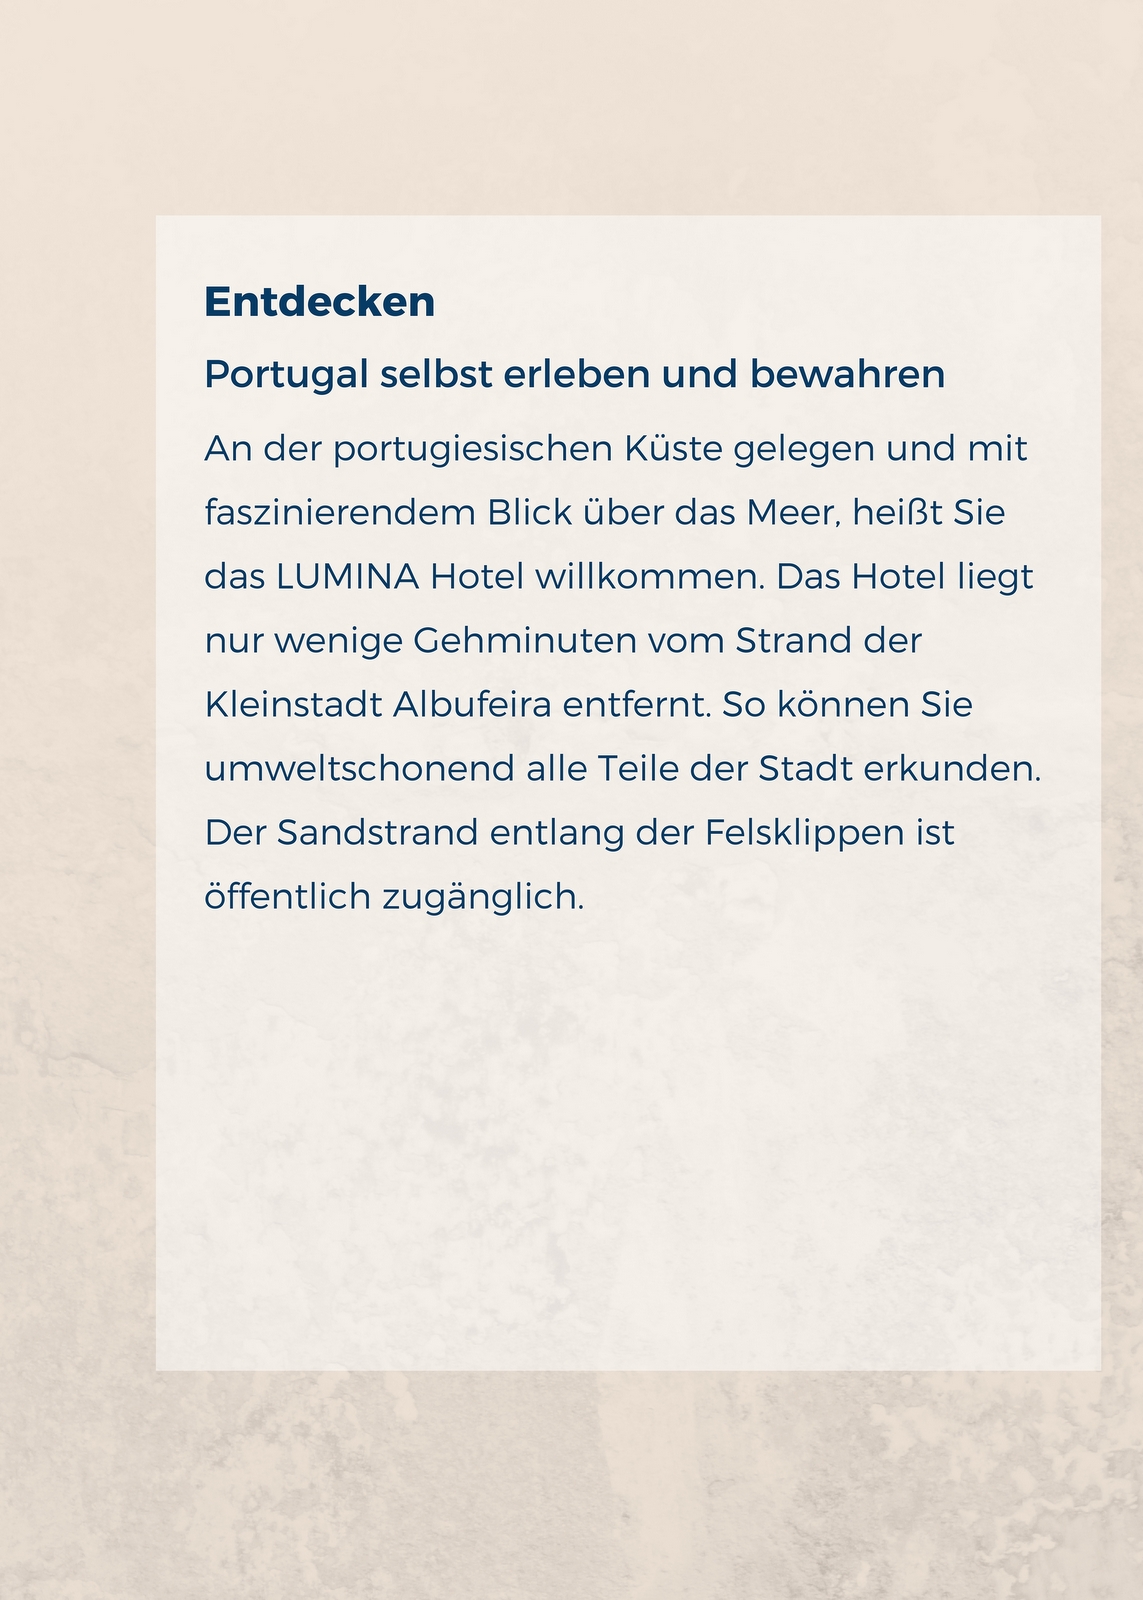 Entdecken
Portugal selbst erleben und bewahren
An der portugiesischen Küste gelegen und mit
faszinierendem Blick über das Meer, heißt Sie
das LUMINA Hotel willkommen. Das Hotel liegt
nur wenige Gehminuten vom Strand der
Kleinstadt Albufeira entfernt. So können Sie
umweltschonend alle Teile der Stadt erkunden.
Der Sandstrand entlang der Felsklippen ist
öffentlich zugänglich.